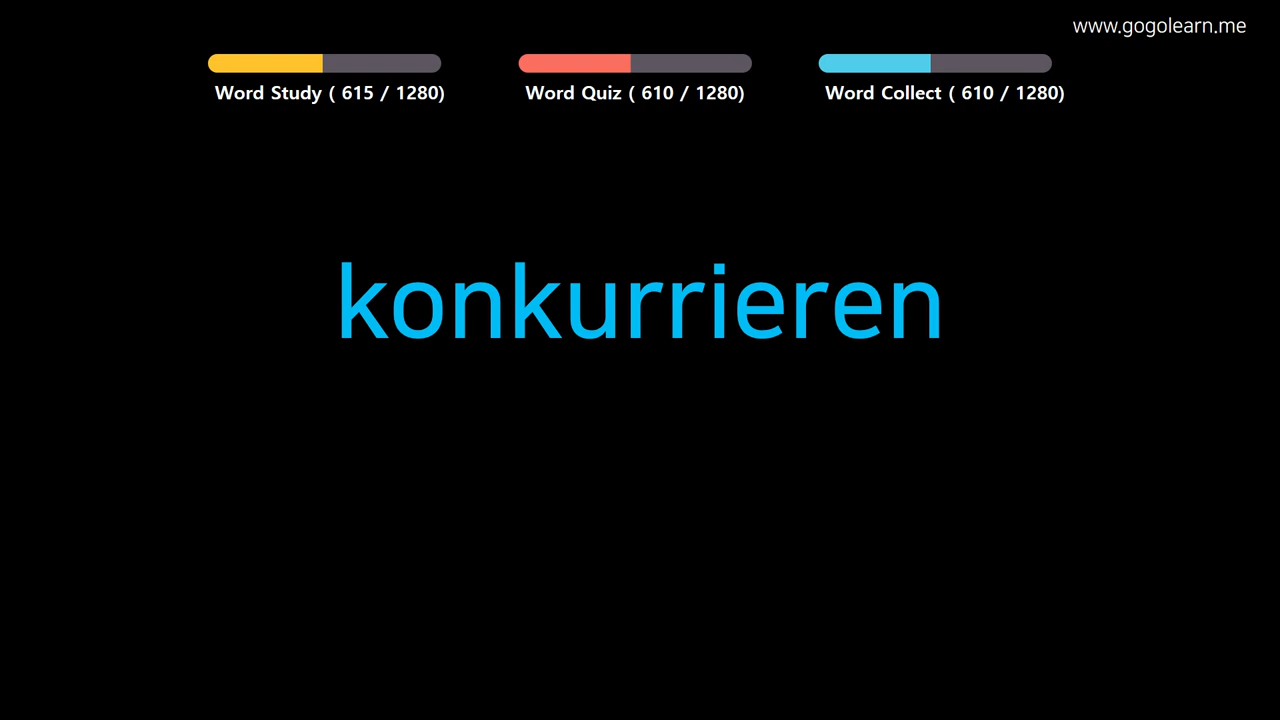 www.gogolearn.me
Word Study ( 615 / 1280)
Word Quiz ( 610 / 1280)
Word Collect ( 610 / 1280)
konkurrieren